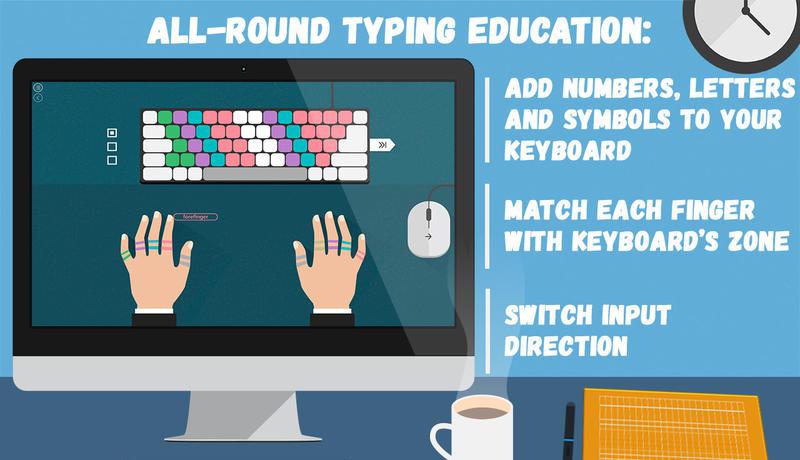 ALL-ROUND TYPING EDUCATION:
ADD NUMBERS, LETTERS
AND SYMBOLS TO YOUR
KEYBOARD
MATCH EACH FINGER
WITH KEYBOARD'S ZONE
SWITCH INPUT
DIRECTION
forefinger